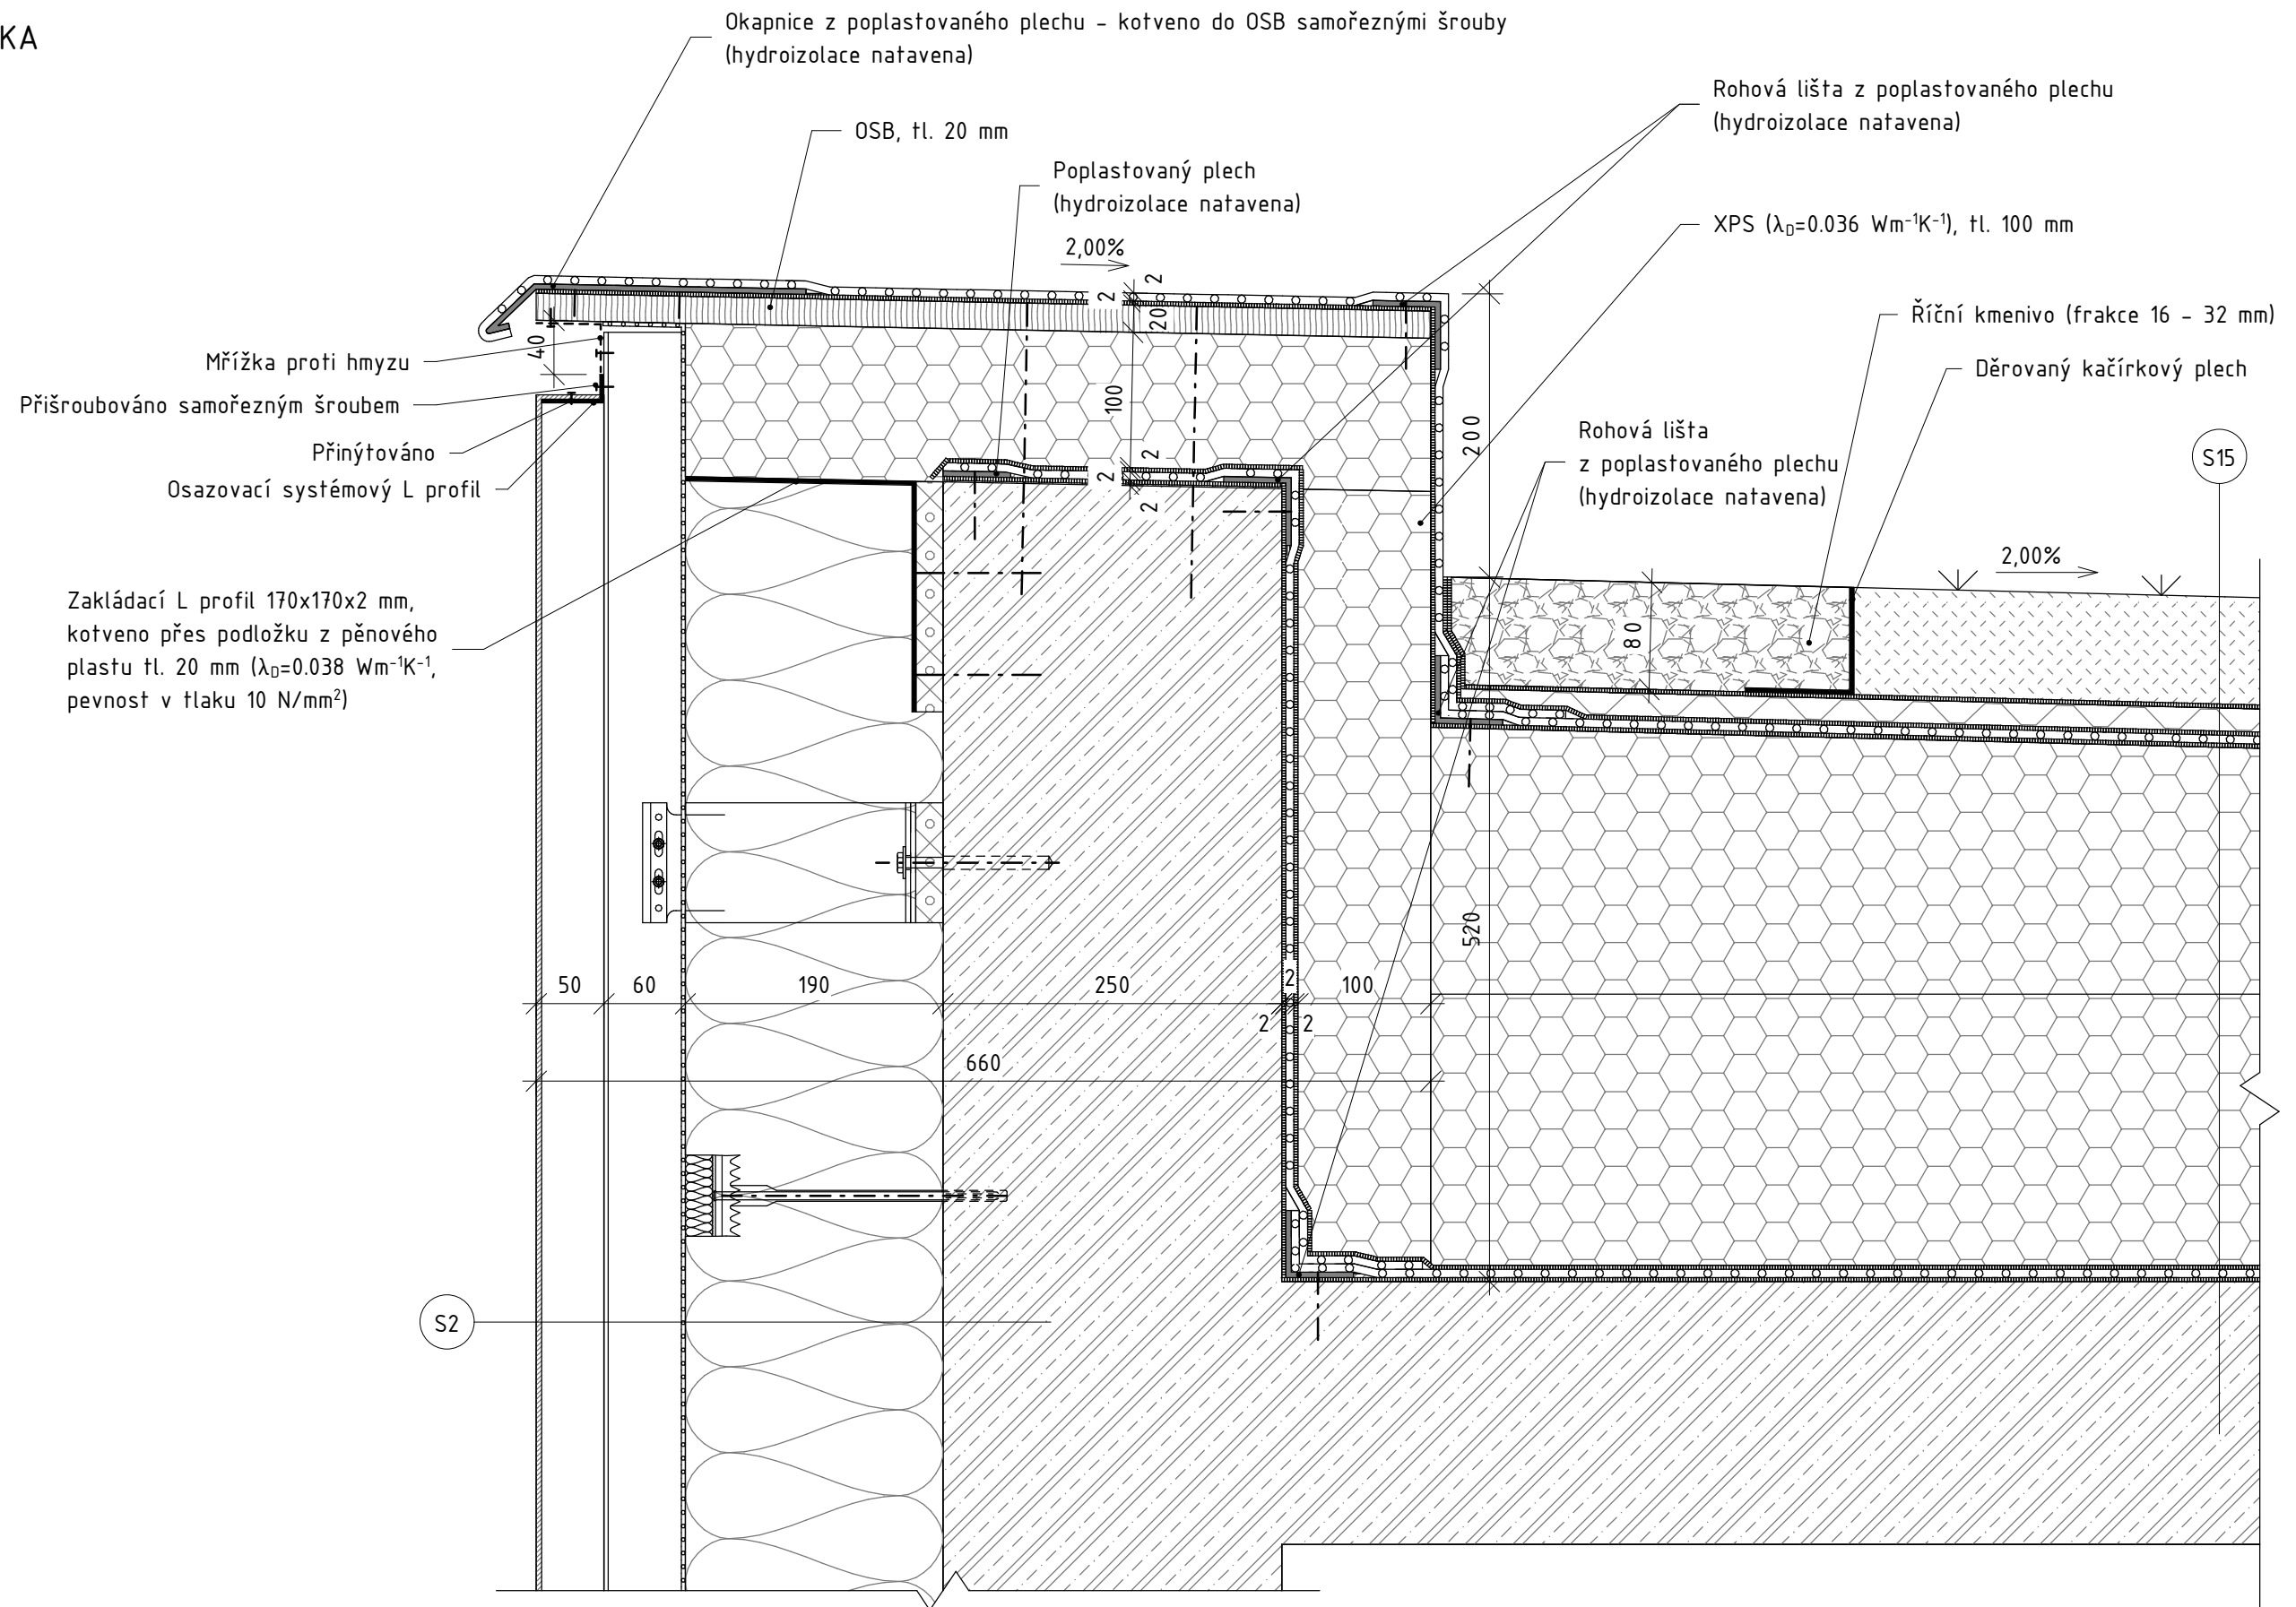 KA
Okapnice z poplastovaného plechu - kotveno do OSB samořeznými šrouby
(hydroizolace natavena)
Rohová lišta z poplastovaného plechu
(hydroizolace natavena)
OSB, tl. 20 mm
Poplastovaný plech
(hydroizolace natavena)
XPS (λD=0.036 Wm⁻¹K⁻¹), tl. 100 mm
2,00%
2
2
20
Říční kmenivo (frakce 16 - 32 mm)
40
Mřížka proti hmyzu
Děrovaný kačírkový plech
Přišroubováno samořezným šroubem
100
200
Rohová lišta
z poplastovaného plechu
(hydroizolace natavena)
S15
Přinýtováno
Osazovací systémový L profil
2
2
2
2,00%
Zakládací L profil 170x170x2 mm,
kotveno přes podložku z pěnového
plastu tl. 20 mm (λD=0.038 Wm⁻¹K⁻¹,
pevnost v tlaku 10 N/mm²)
80
520
50
60
190
250
2
100
2
2
660
S2